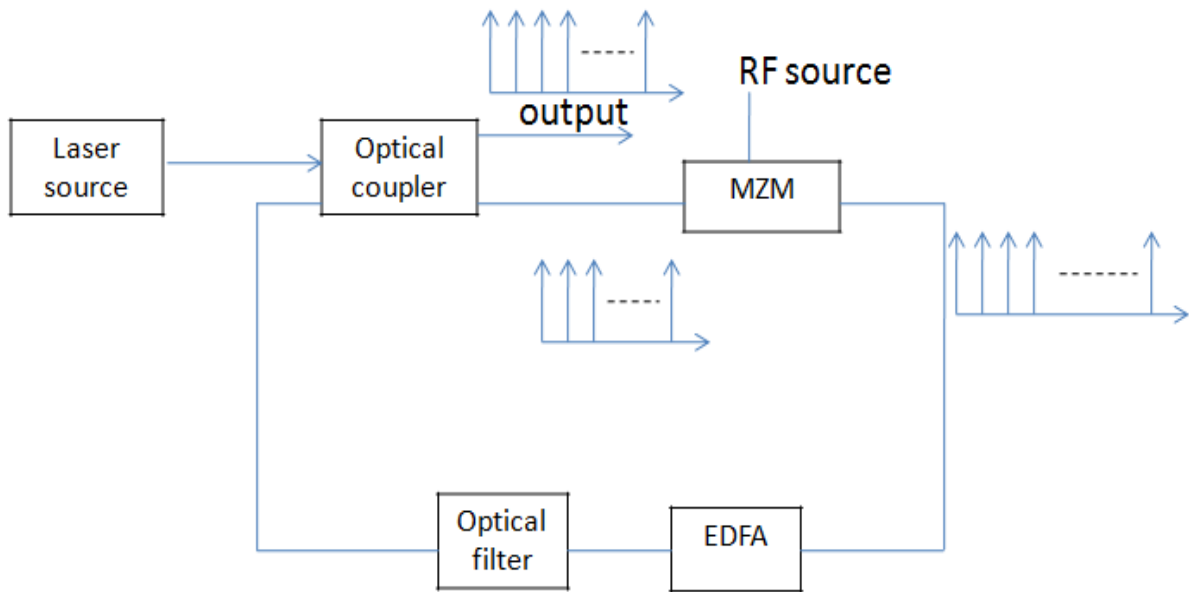 RF source
output
Laser
source
Optical
coupler
MZM
Optical
filter
EDFA